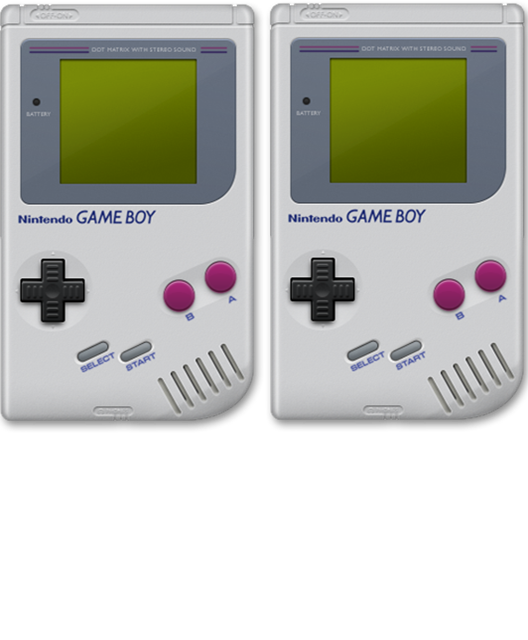 OFF•ON
DOT MATRIX WITH STEREO SOUND
BATTERY
Nintendo GAME BOY
B A
SELECT START
OFF•ON
DOT MATRIX WITH STEREO SOUND
BATTERY
Nintendo GAME BOY
B A
SELECT START